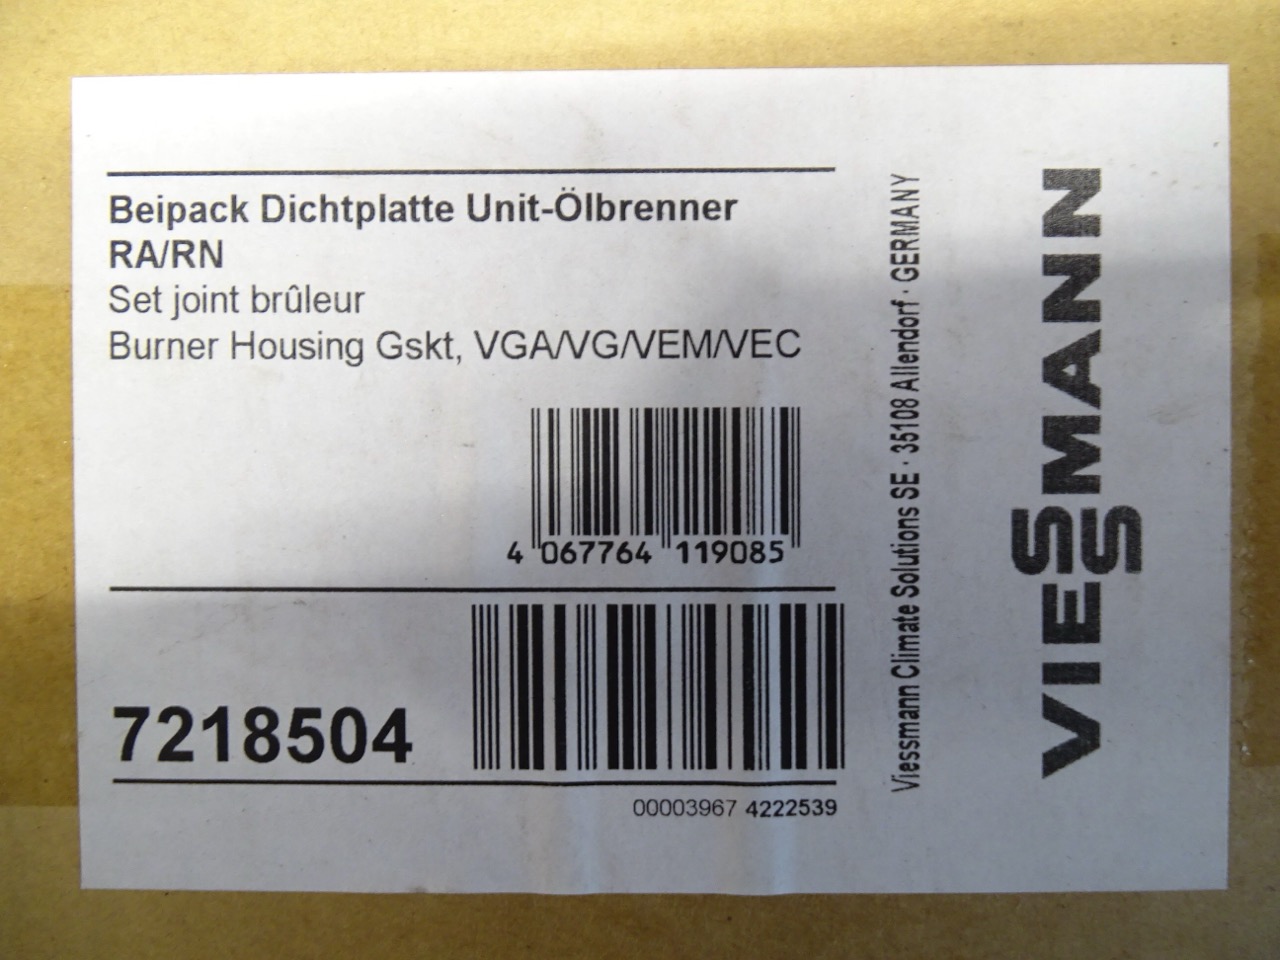 Beipack Dichtplatte Unit-Ölbrenner
RA/RN
Set joint brûleur
Burner Housing Gskt, VGA/VG/VEM/VEC
4 067764 119085
7218504
00003967 4222539
Viessmann Climate Solutions SE · 35108 Allendorf · GERMANY
VIESSMANN